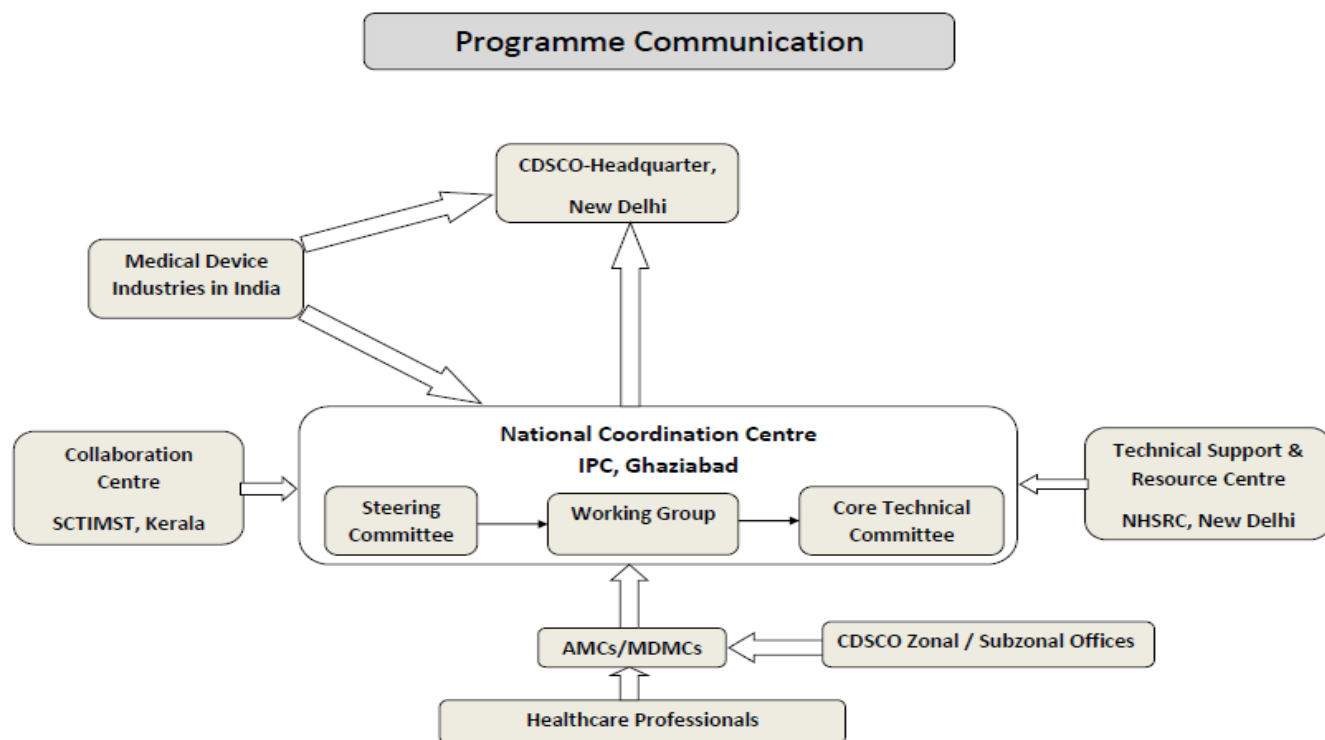 Programme Communication
CDSCO-Headquarter,
New Delhi
Medical Device
Industries in India
National Coordination Centre
IPC, Ghaziabad
Collaboration
Centre
SCTIMST, Kerala
Steering
Committee
Working Group
Core Technical
Committee
Technical Support &
Resource Centre
NHSRC, New Delhi
AMCs/MDMCs
CDSCO Zonal / Subzonal Offices
Healthcare Professionals